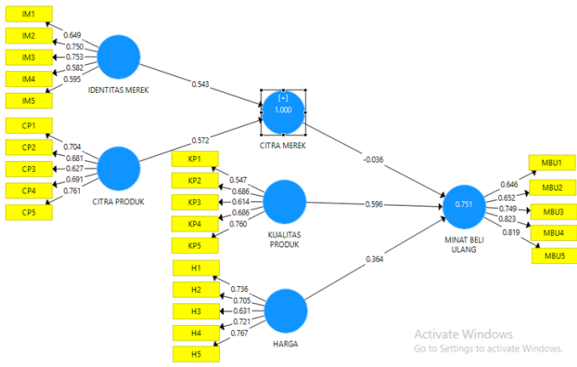 IM1
IM2
IM3
IM4
IM5
0.649
0.750
0.753
0.582
0.595
IDENTITAS MEREK
0.543
CP1
CP2
CP3
CP4
CP5
0.704
0.681
0.627
0.691
0.761
CITRA PRODUK
0.572
[+]
1.000
CITRA MEREK
-0.036
KP1
KP2
KP3
KP4
KP5
0.547
0.686
0.614
0.686
0.760
KUALITAS
PRODUK
0.596
H1
H2
H3
H4
H5
0.736
0.705
0.631
0.721
0.767
HARGA
0.364
0.751
MINAT BELI
ULANG
0.646
0.652
0.749
0.823
0.819
MBU1
MBU2
MBU3
MBU4
MBU5
Activate Windows
Go to Settings to activate Windows.